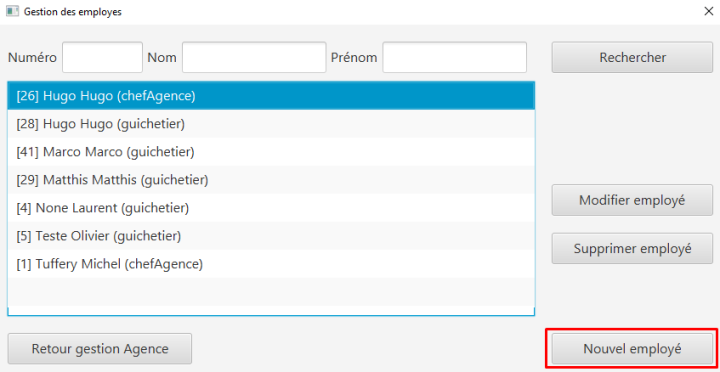 Gestion des employes
Numéro Nom Prénom Rechercher
[26] Hugo Hugo (chefAgence)
[28] Hugo Hugo (guichetier)
[41] Marco Marco (guichetier)
[29] Matthis Matthis (guichetier)
[4] None Laurent (guichetier)
[5] Teste Olivier (guichetier)
[1] Tuffery Michel (chefAgence)
Modifier employé
Supprimer employé
Retour gestion Agence Nouvel employé